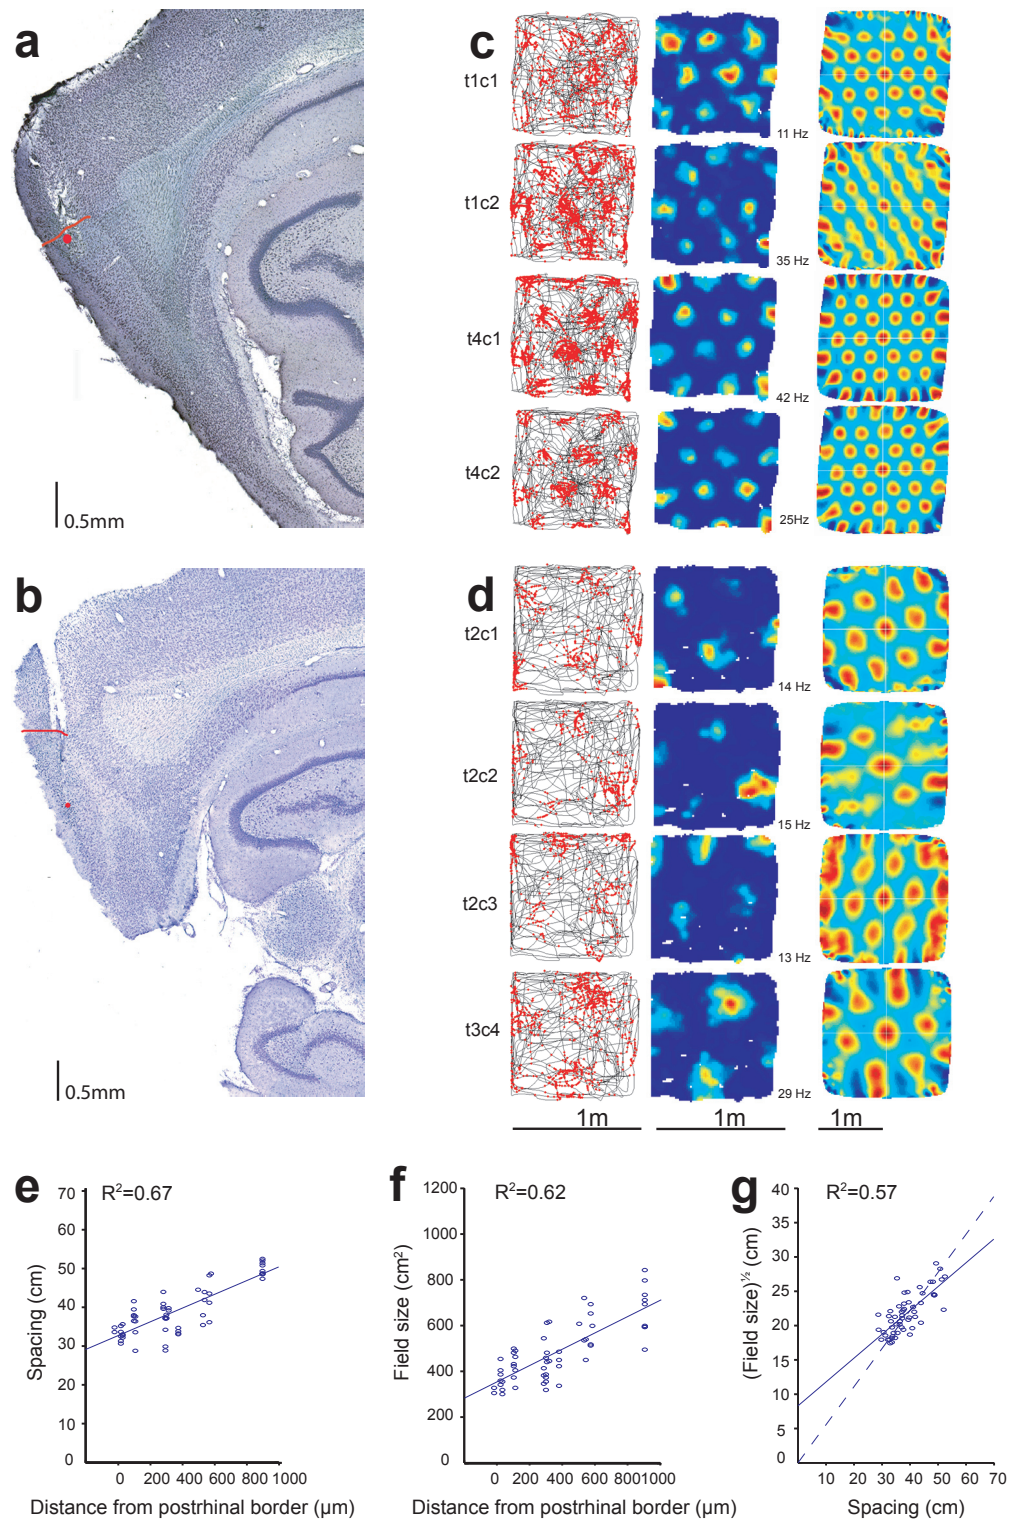 a
0.5mm
b
0.5mm
c
t1c1
11 Hz
t1c2
35 Hz
t4c1
42 Hz
t4c2
25Hz
d
t2c1
14 Hz
t2c2
15 Hz
t2c3
13 Hz
t3c4
29 Hz
1m
1m
1m
e
R²=0.67
Spacing (cm)
70
60
50
40
30
20
10
0
0 200 400 600 800 1000
Distance from postrhinal border (µm)
f
R²=0.62
Field size (cm²)
1200
1000
800
600
400
200
0
0 200 400 600 800 1000
Distance from postrhinal border (µm)
g
R²=0.57
(Field size)^½ (cm)
40
35
30
25
20
15
10
5
0
10 20 30 40 50 60 70
Spacing (cm)